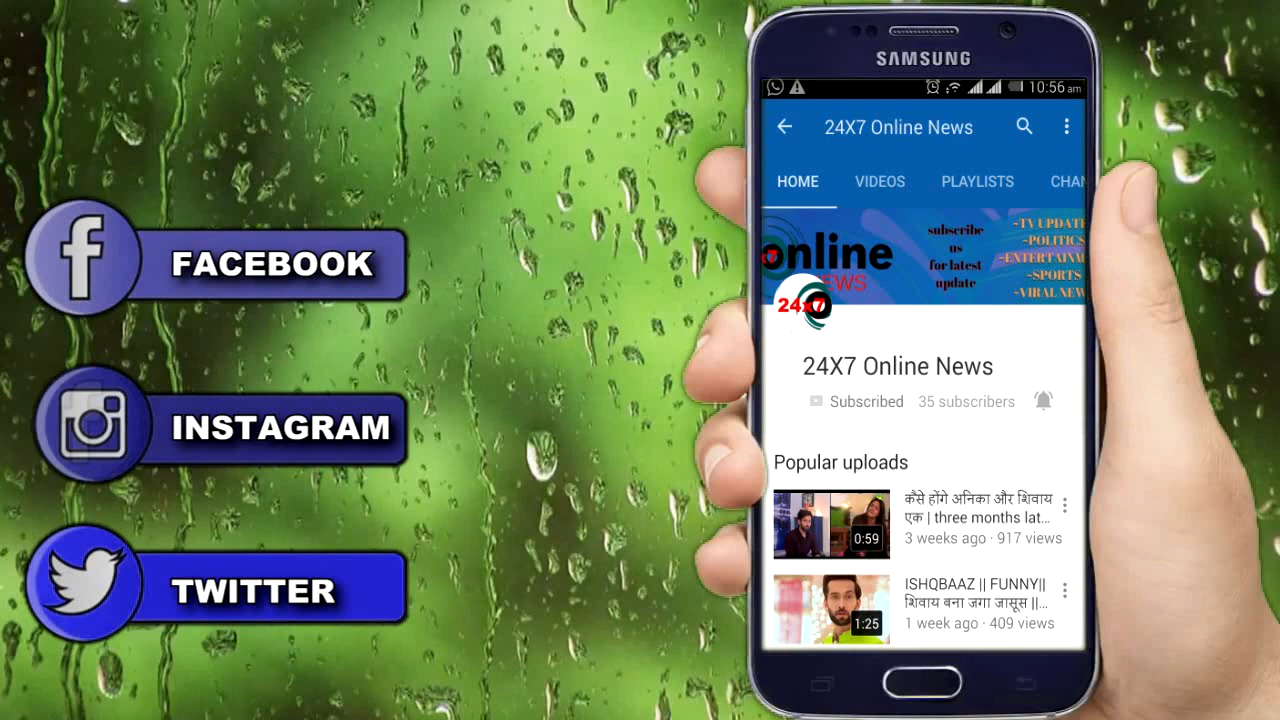 FACEBOOK
INSTAGRAM
TWITTER
SAMSUNG
10:56 am
24X7 Online News
HOME VIDEOS PLAYLISTS CHAN
online
NEWS
subscribe
us
for latest
update
~TV UPDATE
~POLITICS
~ENTERTAINM
~SPORTS
~VIRAL NEW
24x7
24X7 Online News
Subscribed 35 subscribers
Popular uploads
कैसे होंगे अनिका और शिवाय
एक | three months lat...
3 weeks ago · 917 views
0:59
ISHQBAAZ || FUNNY||
शिवाय बना जगा जासूस ||...
1 week ago · 409 views
1:25